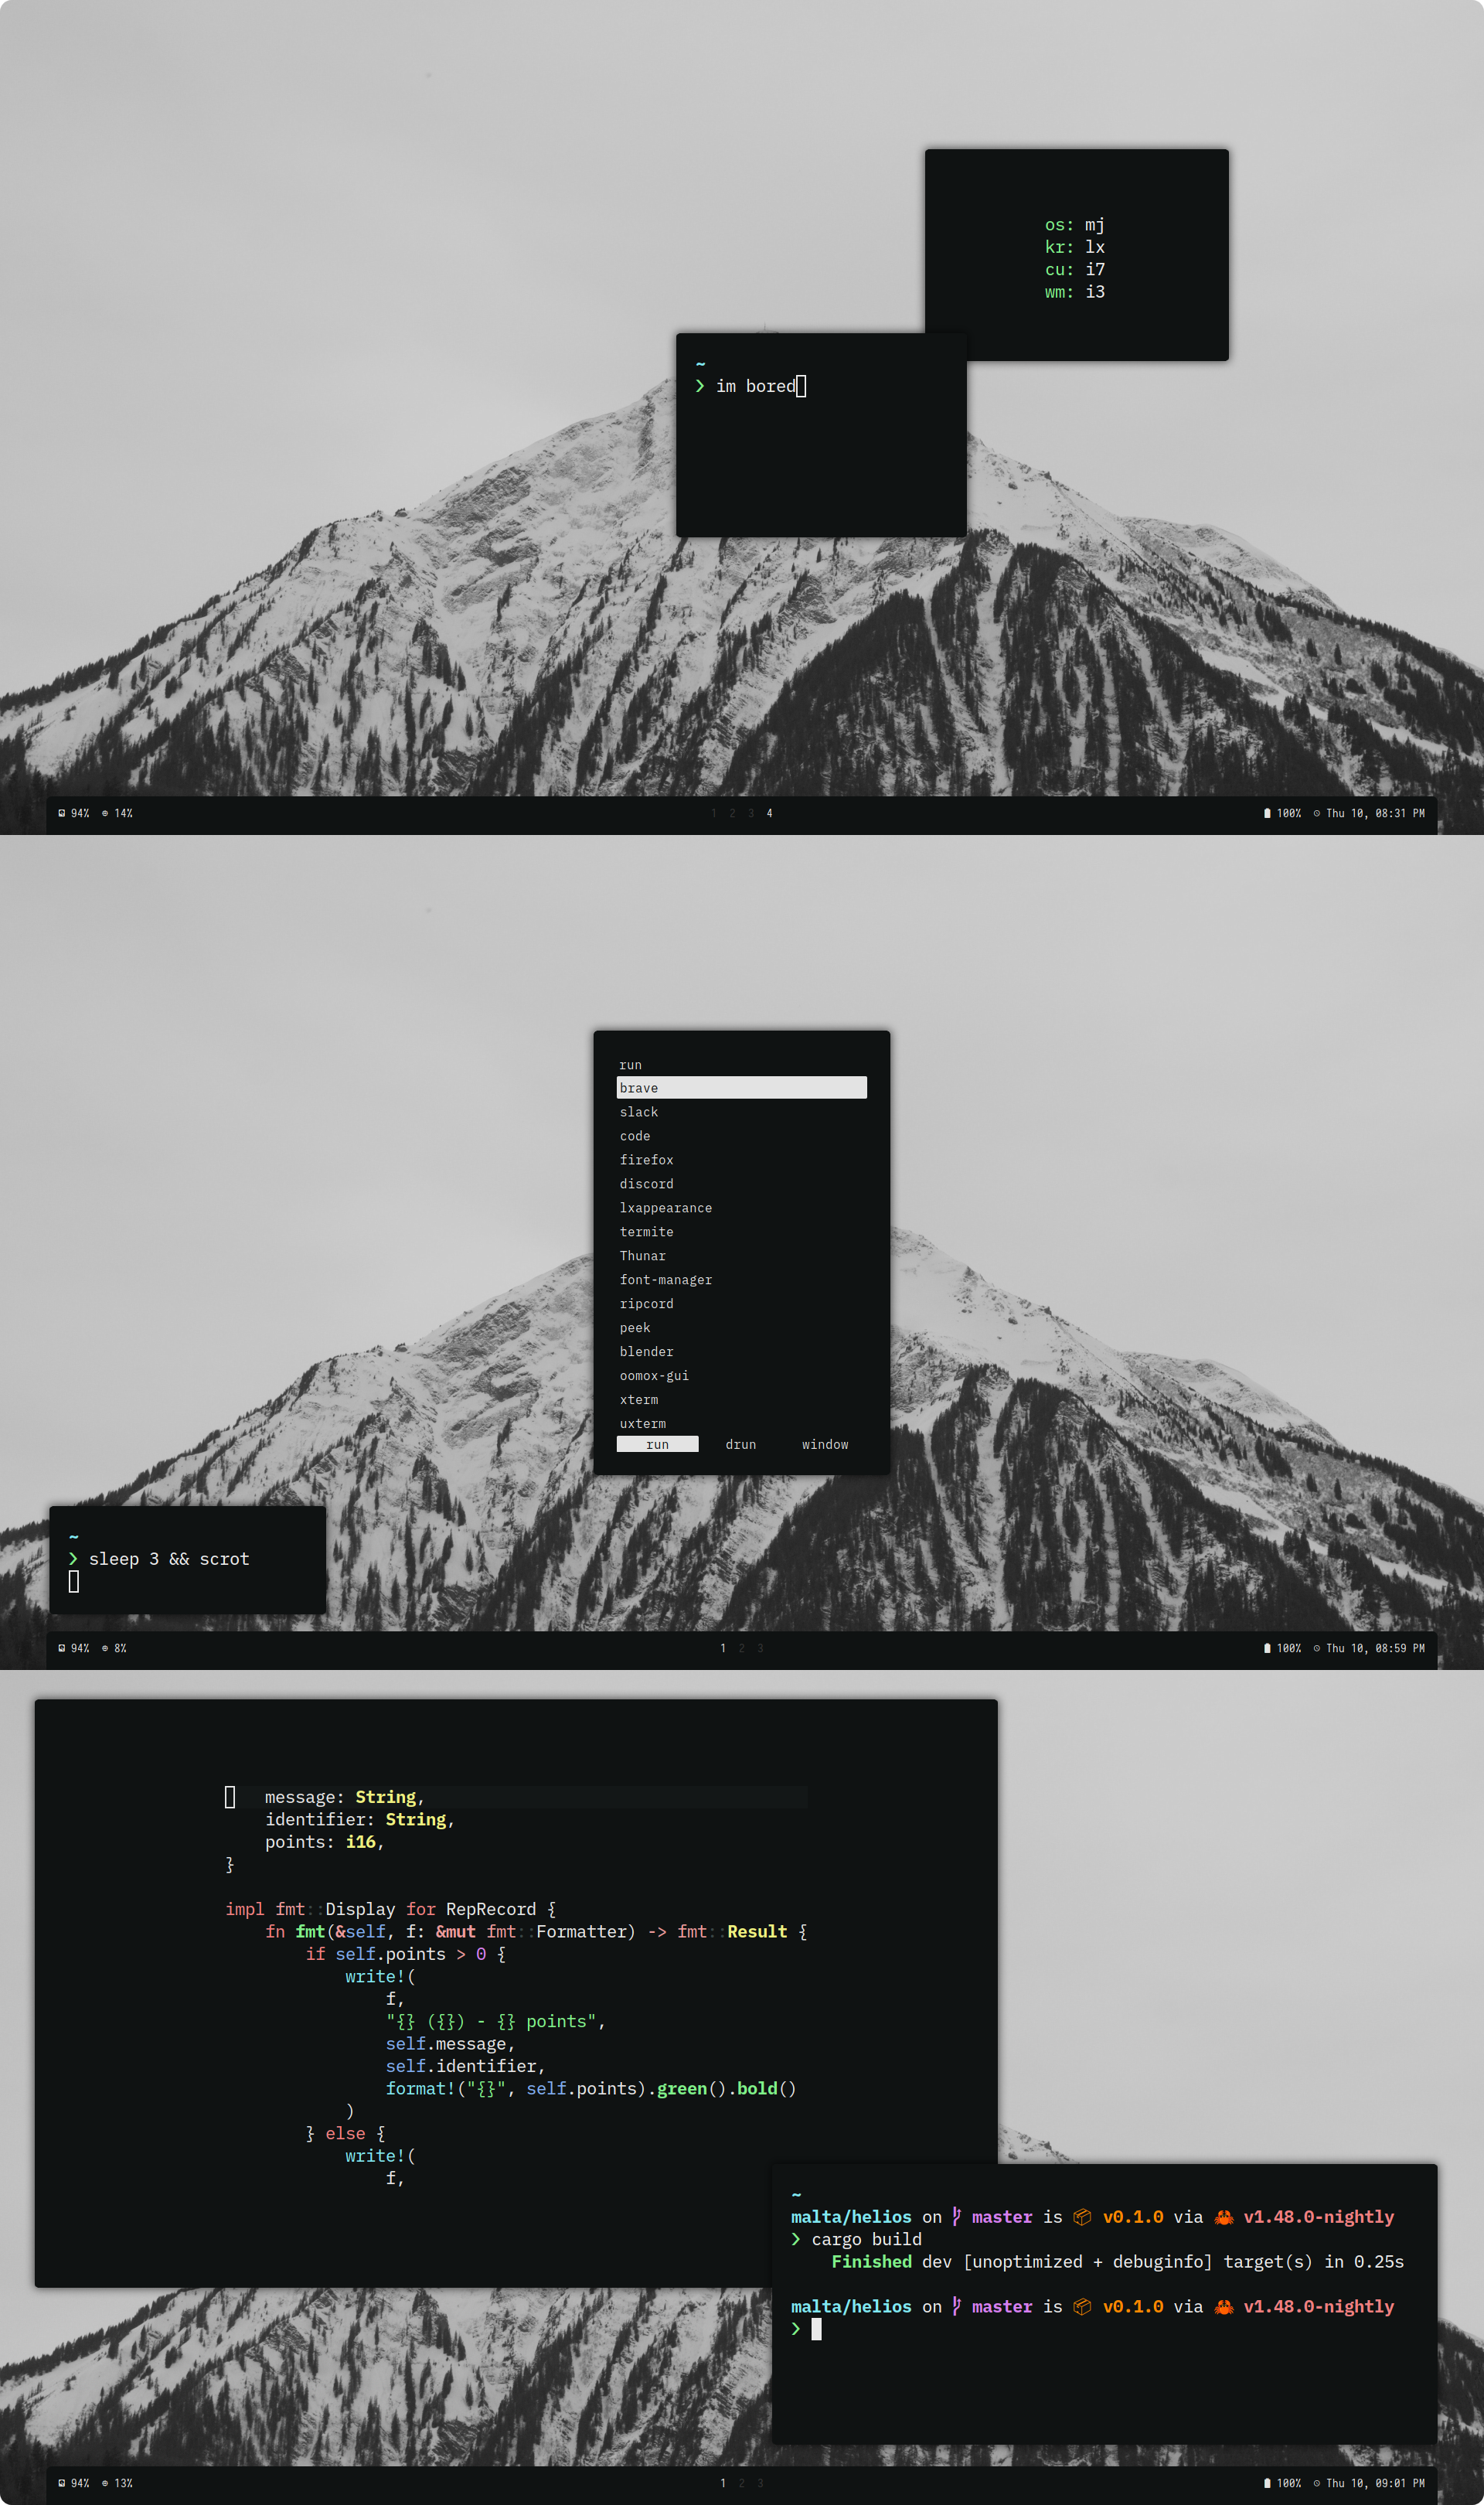 os: mj
kr: lx
cu: i7
wm: i3
~
❯ im bored
94% 14%
1 2 3 4
100% Thu 10, 08:31 PM
run
brave
slack
code
firefox
discord
lxappearance
termite
Thunar
font-manager
ripcord
peek
blender
oomox-gui
xterm
uxterm
run drun window
~
❯ sleep 3 && scrot
94% 8%
1 2 3
100% Thu 10, 08:59 PM
message: String,
identifier: String,
points: i16,
}
impl fmt::Display for RepRecord {
fn fmt(&self, f: &mut fmt::Formatter) -> fmt::Result {
if self.points > 0 {
write!(
f,
"{} ({}) - {} points",
self.message,
self.identifier,
format!("{}", self.points).green().bold()
)
} else {
write!(
f,
~
malta/helios on master is 📦 v0.1.0 via 🦀 v1.48.0-nightly
❯ cargo build
Finished dev [unoptimized + debuginfo] target(s) in 0.25s
malta/helios on master is 📦 v0.1.0 via 🦀 v1.48.0-nightly
❯
94% 13%
1 2 3
100% Thu 10, 09:01 PM